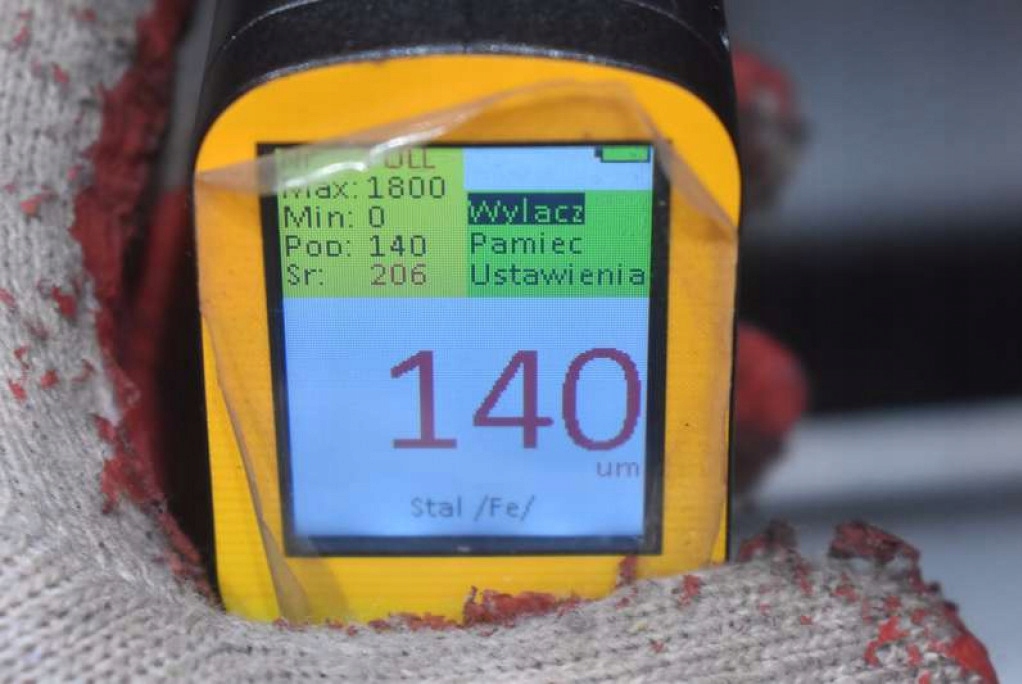 Max: 1800
Min: 0
Pop: 140
Sr: 206
Wylacz
Pamiec
Ustawienia
140
um
Stal /Fe/